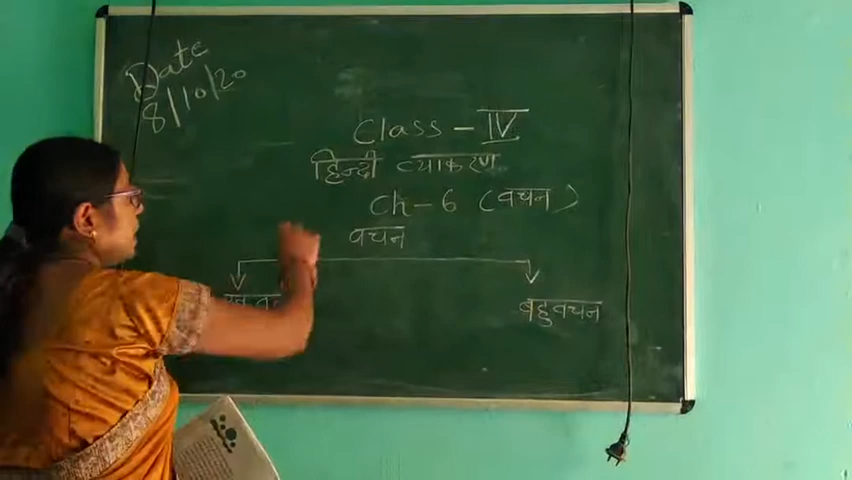 Date
8/10/20
Class - IV
हिन्दी व्याकरण
Ch - 6 (वचन)
वचन
बहुवचन